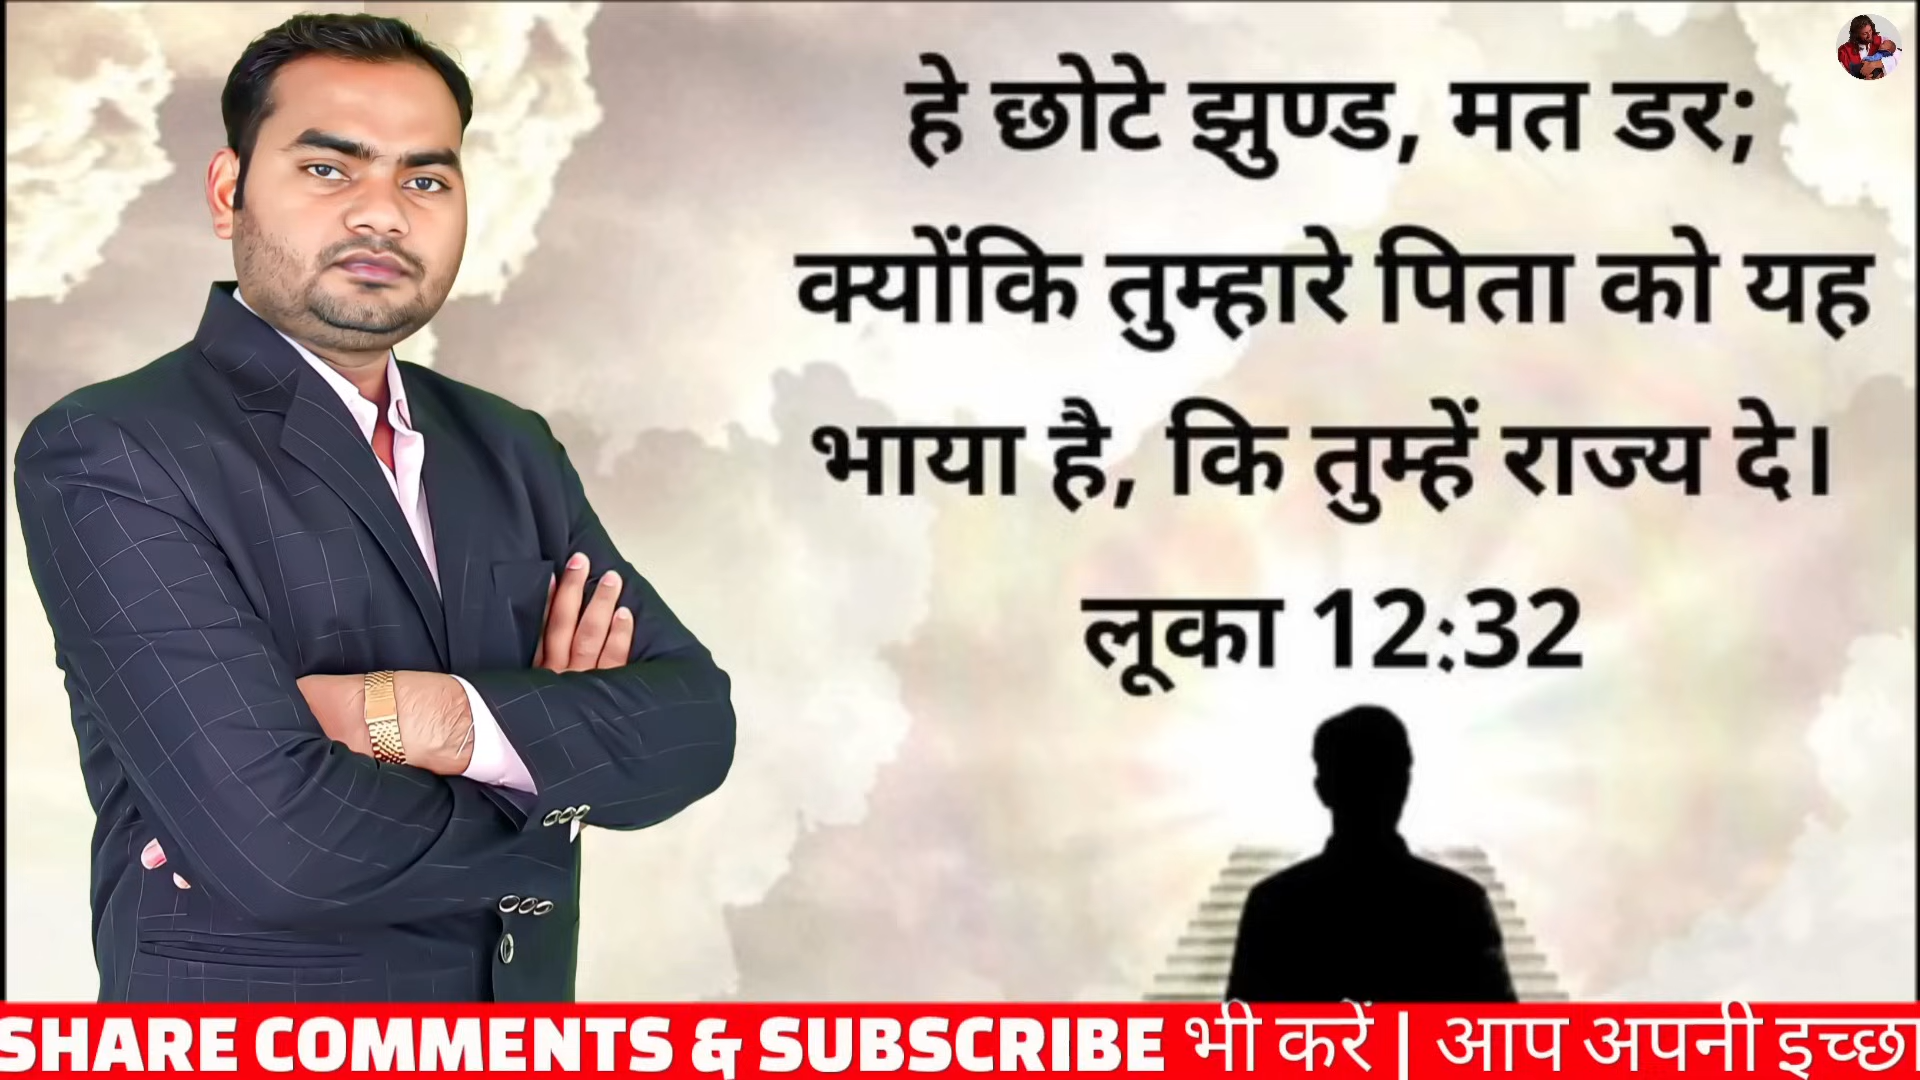 हे छोटे झुण्ड, मत डर;
क्योंकि तुम्हारे पिता को यह
भाया है, कि तुम्हें राज्य दे।
लूका 12:32
SHARE COMMENTS & SUBSCRIBE भी करें | आप अपनी इच्छा